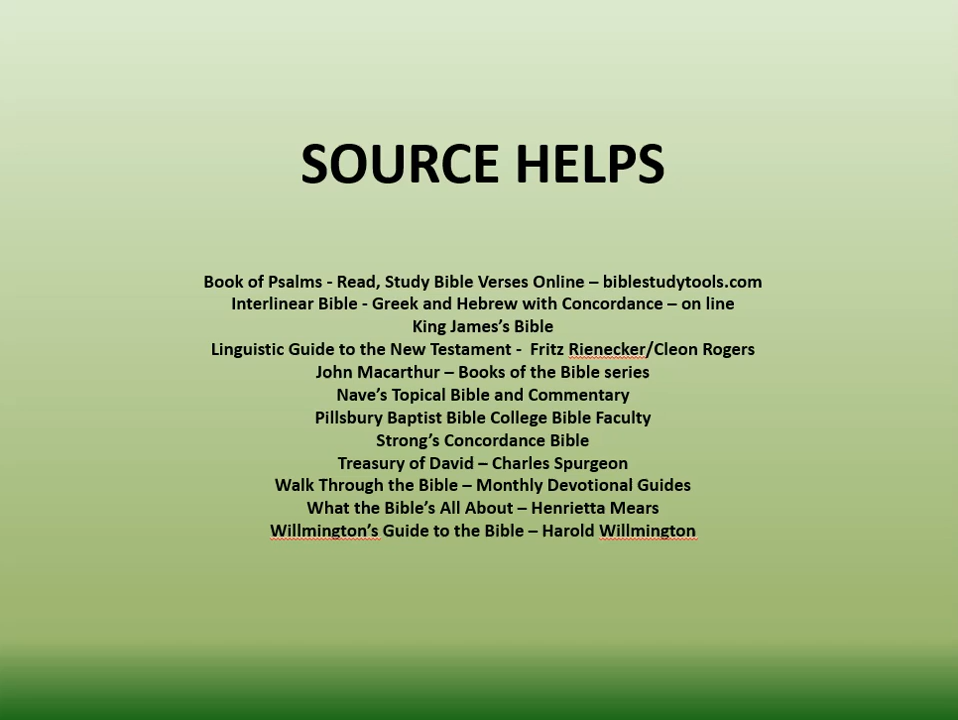 SOURCE HELPS
Book of Psalms - Read, Study Bible Verses Online – biblestudytools.com
Interlinear Bible - Greek and Hebrew with Concordance – on line
King James’s Bible
Linguistic Guide to the New Testament -  Fritz Rienecker/Cleon Rogers
John Macarthur – Books of the Bible series
Nave’s Topical Bible and Commentary
Pillsbury Baptist Bible College Bible Faculty
Strong’s Concordance Bible
Treasury of David – Charles Spurgeon
Walk Through the Bible – Monthly Devotional Guides
What the Bible’s All About – Henrietta Mears
Willmington’s Guide to the Bible – Harold Willmington